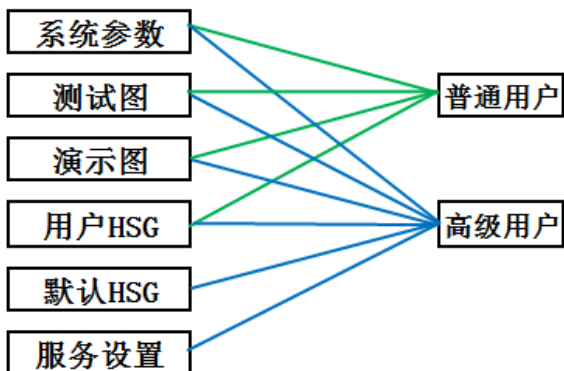 系统参数
测试图
普通用户
演示图
用户HSG
高级用户
默认HSG
服务设置